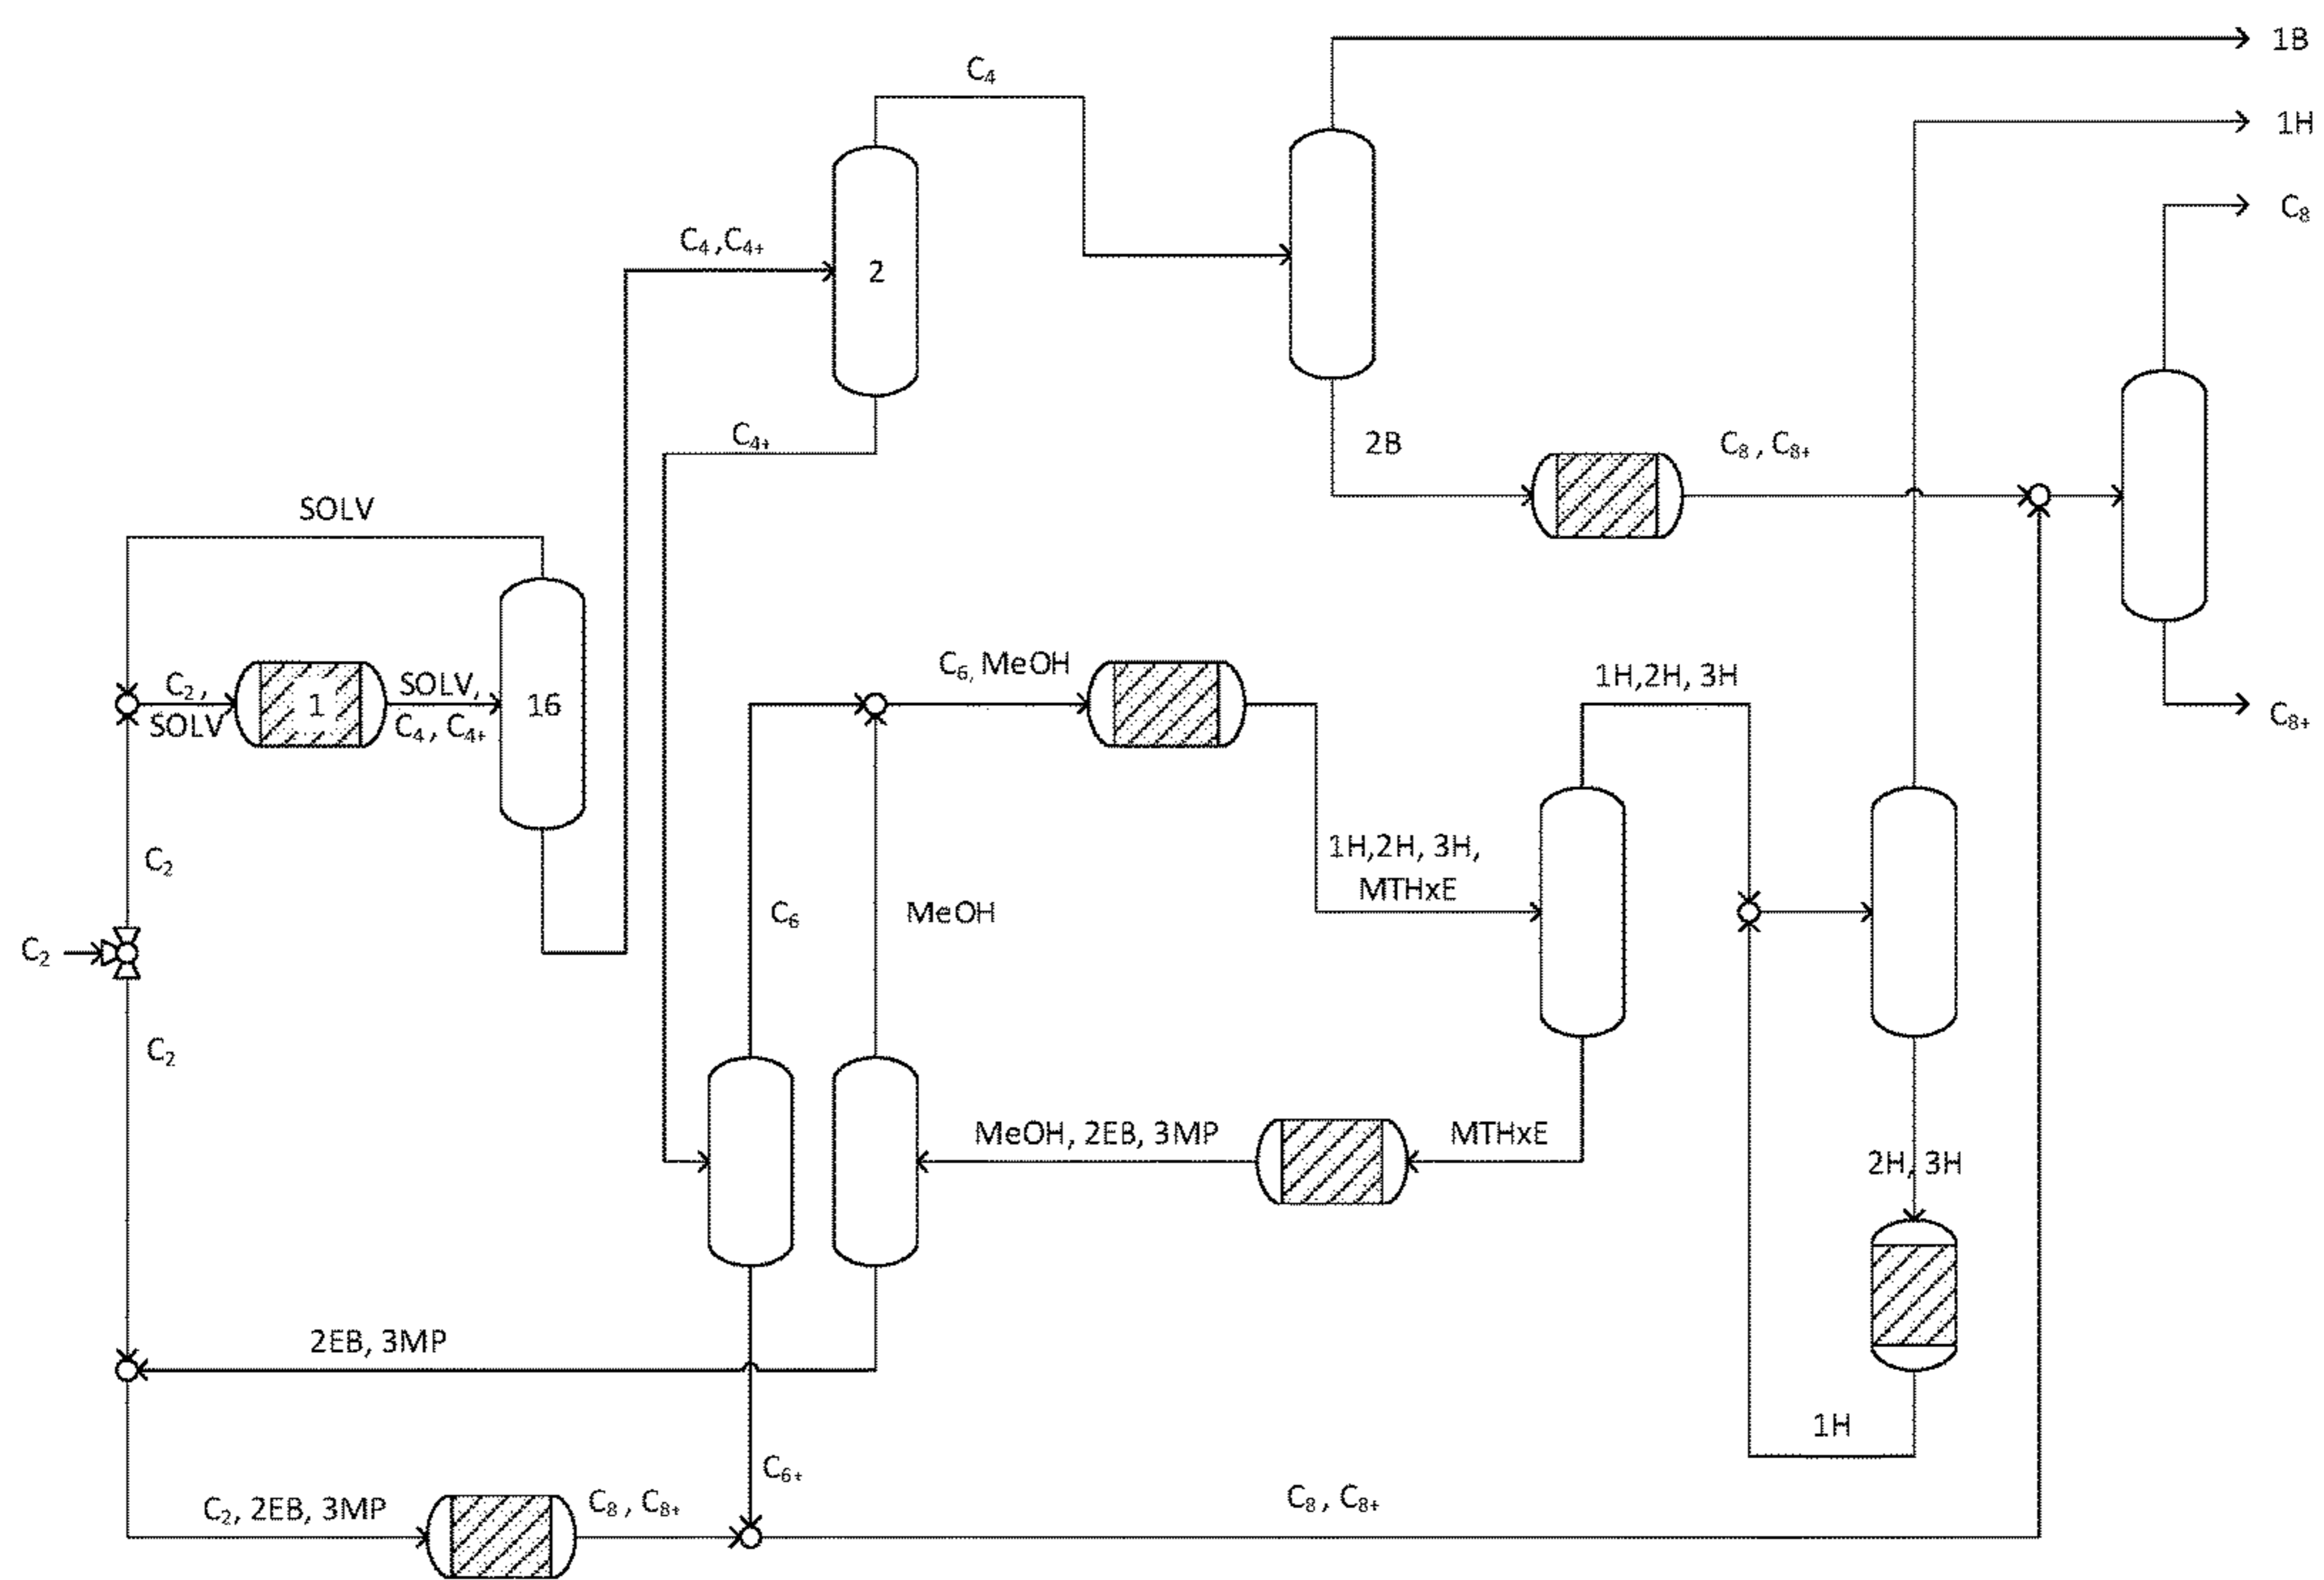 1B
C₄
1H
C₈
C₄ ,C₄₊
2
C₄₊
2B
C₈ , C₈₊
SOLV
C₂ ,
SOLV
1
SOLV,
C₄ , C₄₊
16
C₆, MeOH
1H,2H, 3H
C₈₊
C₂
1H,2H, 3H,
MTHxE
C₆
MeOH
C₂
C₂
MeOH, 2EB, 3MP
MTHxE
2H, 3H
2EB, 3MP
1H
C₆₊
C₂, 2EB, 3MP
C₈ , C₈₊
C₈ , C₈₊